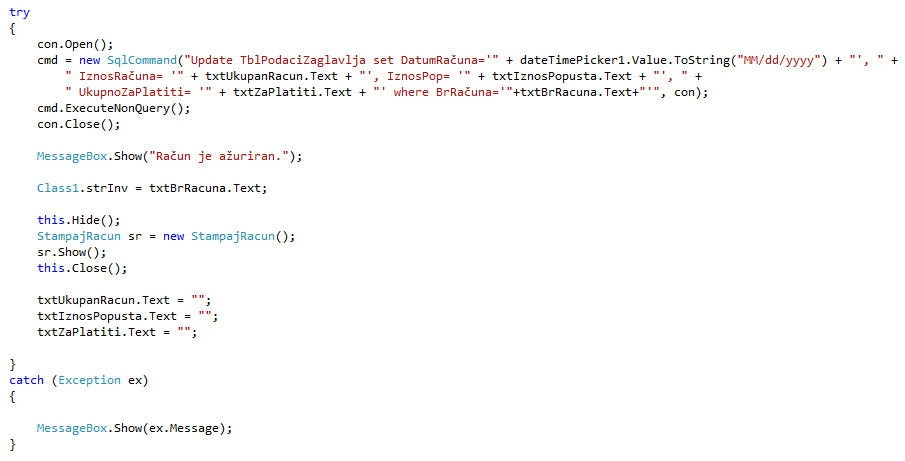 try
{
con.Open();
cmd = new SqlCommand("Update TblPodaciZaglavlja set DatumRačuna='" + dateTimePicker1.Value.ToString("MM/dd/yyyy") + "', " +
" IznosRačuna= '" + txtUkupanRacun.Text + "', IznosPop= '" + txtIznosPopusta.Text + "', " +
" UkupnoZaPlatiti= '" + txtZaPlatiti.Text + "' where BrRačuna='"+txtBrRacuna.Text+"'", con);
cmd.ExecuteNonQuery();
con.Close();
MessageBox.Show("Račun je ažuriran.");
Class1.strInv = txtBrRacuna.Text;
this.Hide();
StampajRacun sr = new StampajRacun();
sr.Show();
this.Close();
txtUkupanRacun.Text = "";
txtIznosPopusta.Text = "";
txtZaPlatiti.Text = "";
}
catch (Exception ex)
{
MessageBox.Show(ex.Message);
}